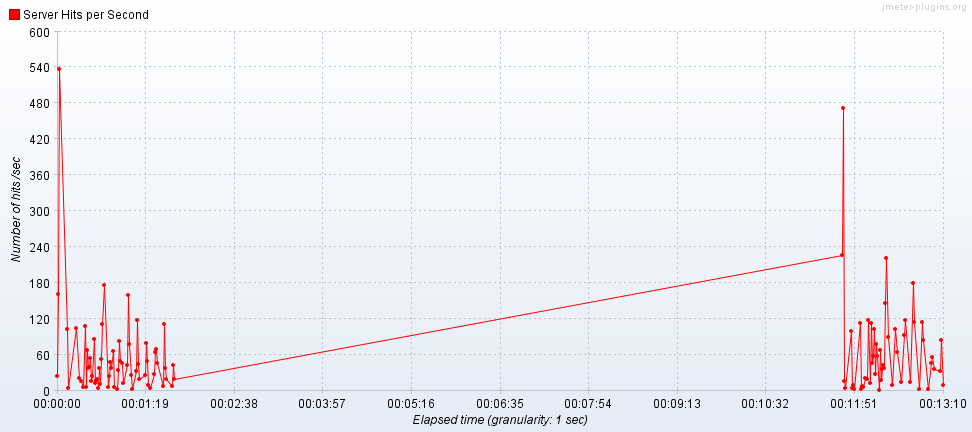 jmeter-plugins.org
Server Hits per Second
600
540
480
420
360
300
240
180
120
60
0
Number of hits /sec
00:00:00 00:01:19 00:02:38 00:03:57 00:05:16 00:06:35 00:07:54 00:09:13 00:10:32 00:11:51 00:13:10
Elapsed time (granularity: 1 sec)